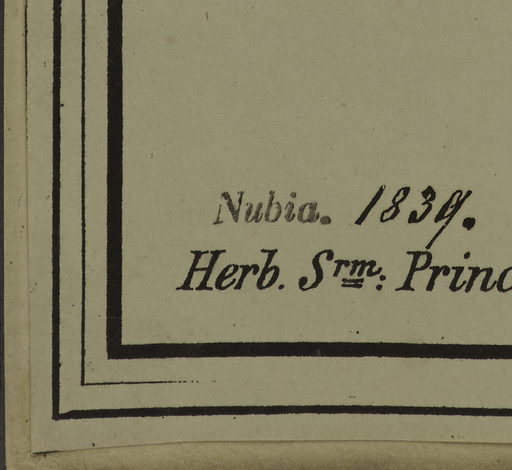 Nubia. 1839.
Herb. Srm: Princ